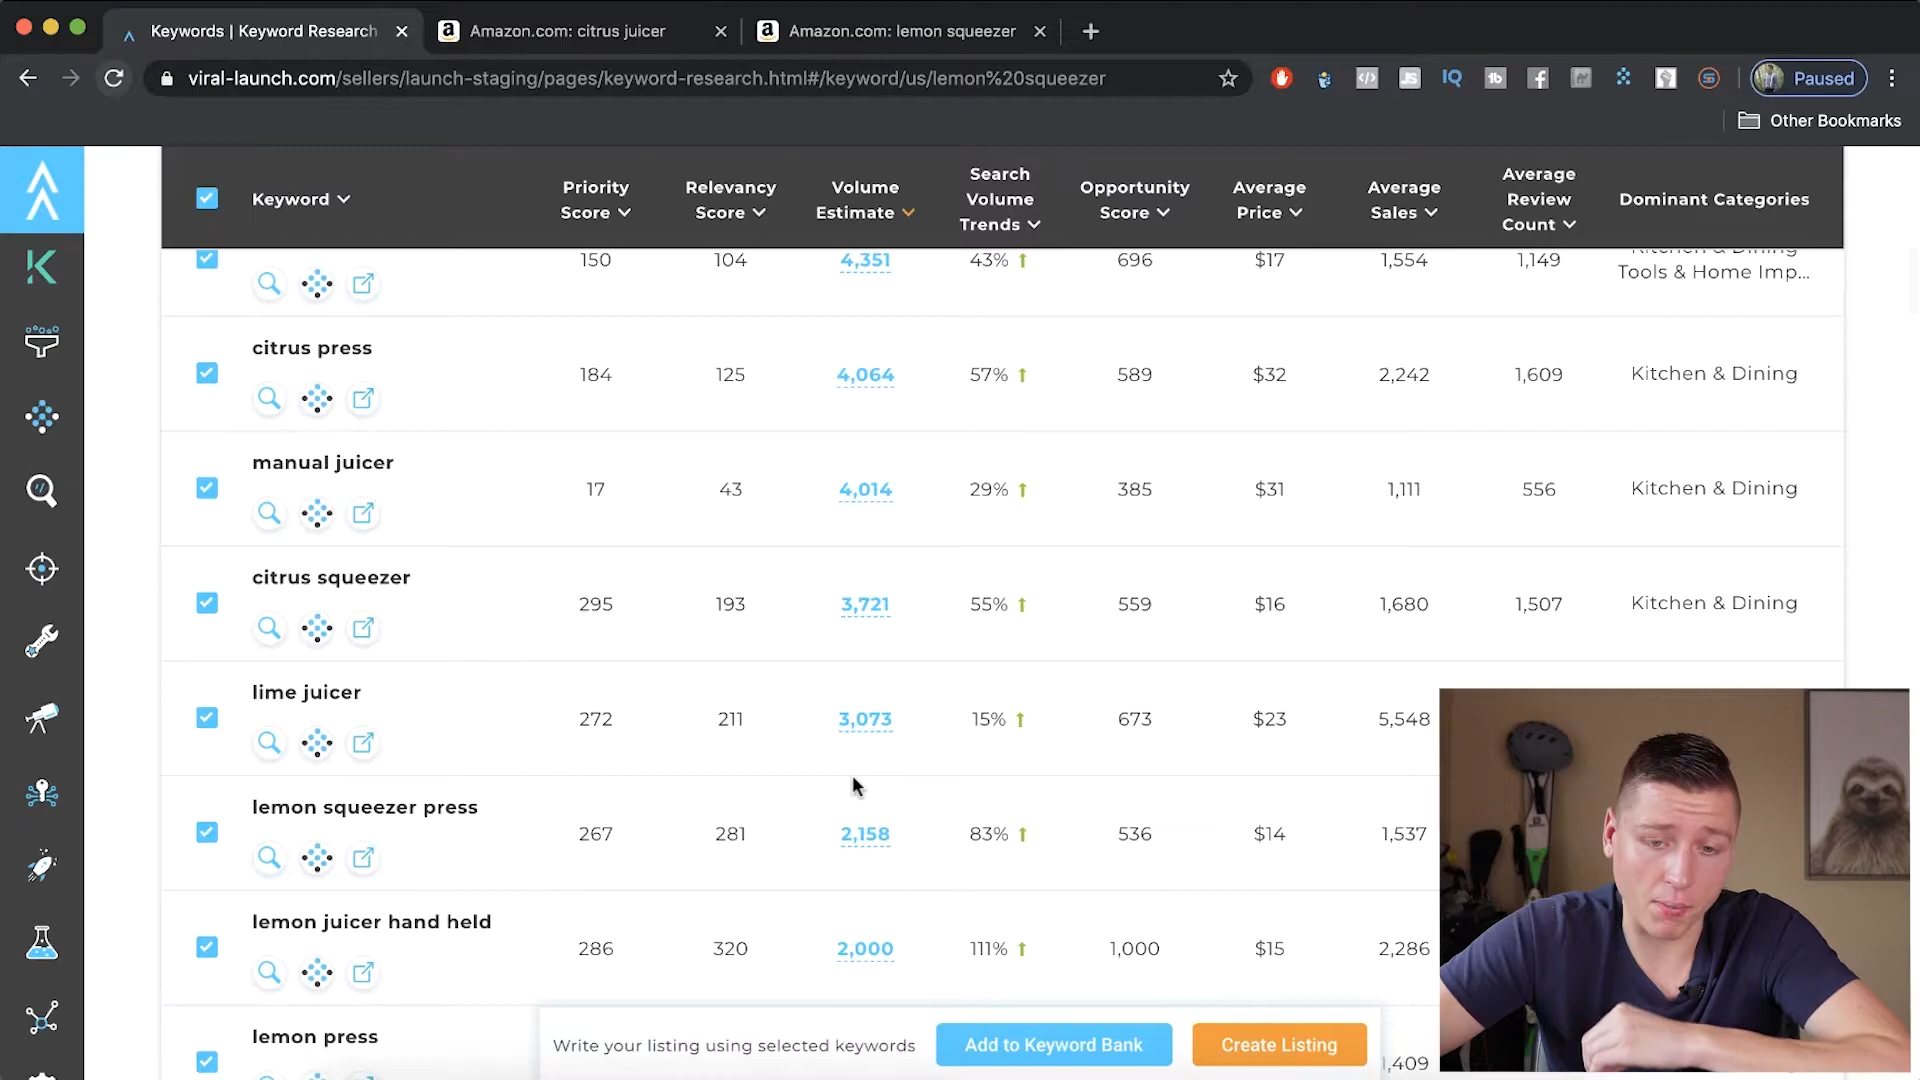 Keywords | Keyword Research
Amazon.com: citrus juicer
Amazon.com: lemon squeezer
viral-launch.com/sellers/launch-staging/pages/keyword-research.html#/keyword/us/lemon%20squeezer
JS
IQ
Paused
Other Bookmarks
Keyword
Priority Score
Relevancy Score
Volume Estimate
Search Volume Trends
Opportunity Score
Average Price
Average Sales
Average Review Count
Dominant Categories
150 104 4,351 43% 696 $17 1,554 1,149 Kitchen & Dining
Tools & Home Imp...
citrus press
184 125 4,064 57% 589 $32 2,242 1,609 Kitchen & Dining
manual juicer
17 43 4,014 29% 385 $31 1,111 556 Kitchen & Dining
citrus squeezer
295 193 3,721 55% 559 $16 1,680 1,507 Kitchen & Dining
lime juicer
272 211 3,073 15% 673 $23 5,548
lemon squeezer press
267 281 2,158 83% 536 $14 1,537
lemon juicer hand held
286 320 2,000 111% 1,000 $15 2,286
lemon press
1,409
Write your listing using selected keywords
Add to Keyword Bank
Create Listing